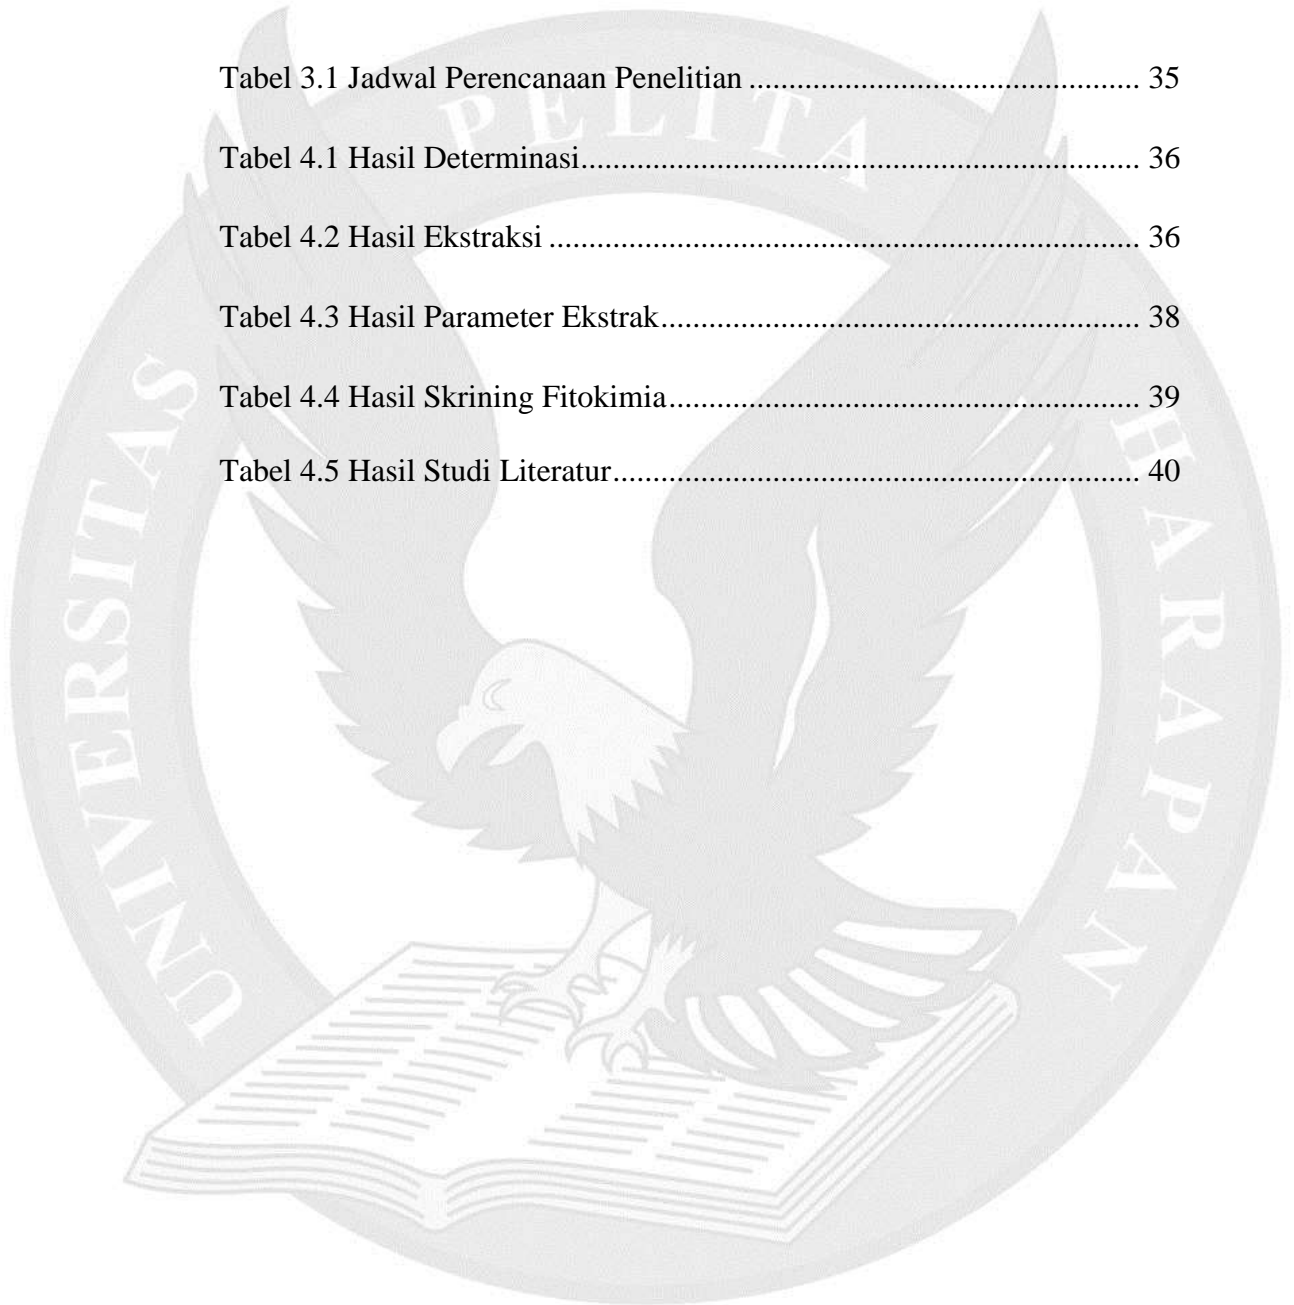 Tabel 3.1 Jadwal Perencanaan Penelitian ................................................ 35
Tabel 4.1 Hasil Determinasi..................................................................... 36
Tabel 4.2 Hasil Ekstraksi ......................................................................... 36
Tabel 4.3 Hasil Parameter Ekstrak........................................................... 38
Tabel 4.4 Hasil Skrining Fitokimia.......................................................... 39
Tabel 4.5 Hasil Studi Literatur................................................................. 40
UNIVERSITAS PELITA HARAPAN